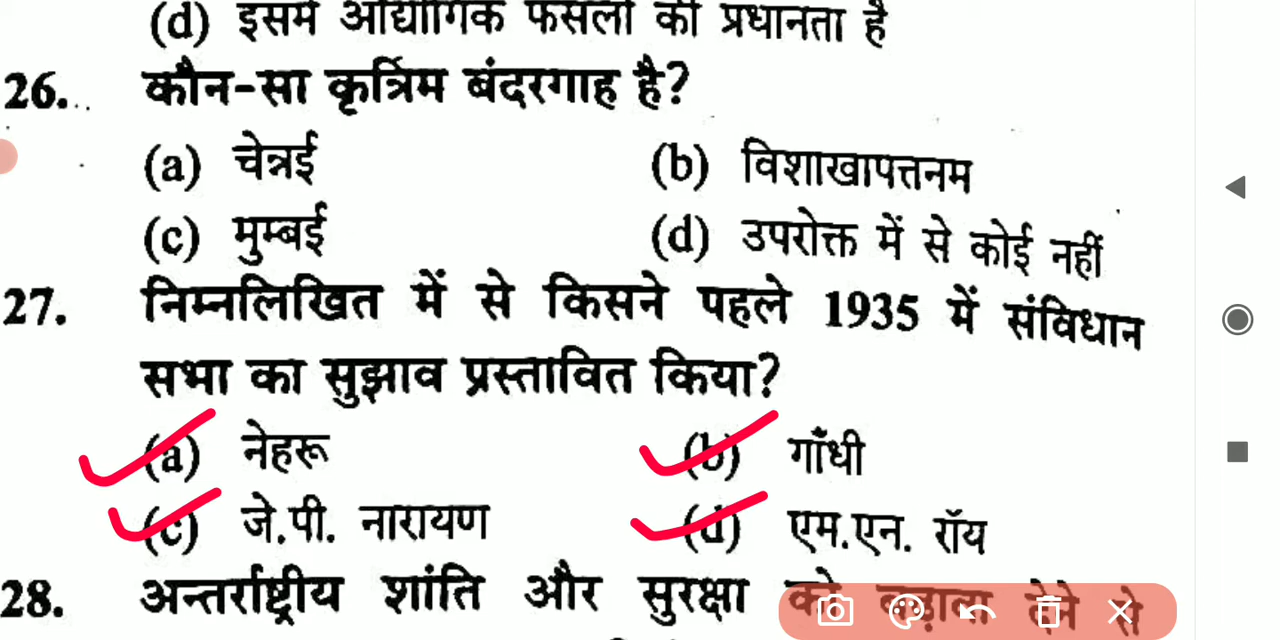 (d) इसमें औद्योगिक फसलों की प्रधानता है
26. कौन-सा कृत्रिम बंदरगाह है?
(a) चेन्नई (b) विशाखापत्तनम
(c) मुम्बई (d) उपरोक्त में से कोई नहीं
27. निम्नलिखित में से किसने पहले 1935 में संविधान
सभा का सुझाव प्रस्तावित किया?
(a) नेहरू (b) गाँधी
(c) जे.पी. नारायण (d) एम.एन. रॉय
28. अन्तर्राष्ट्रीय शांति और सुरक्षा को बढ़ावा देने से